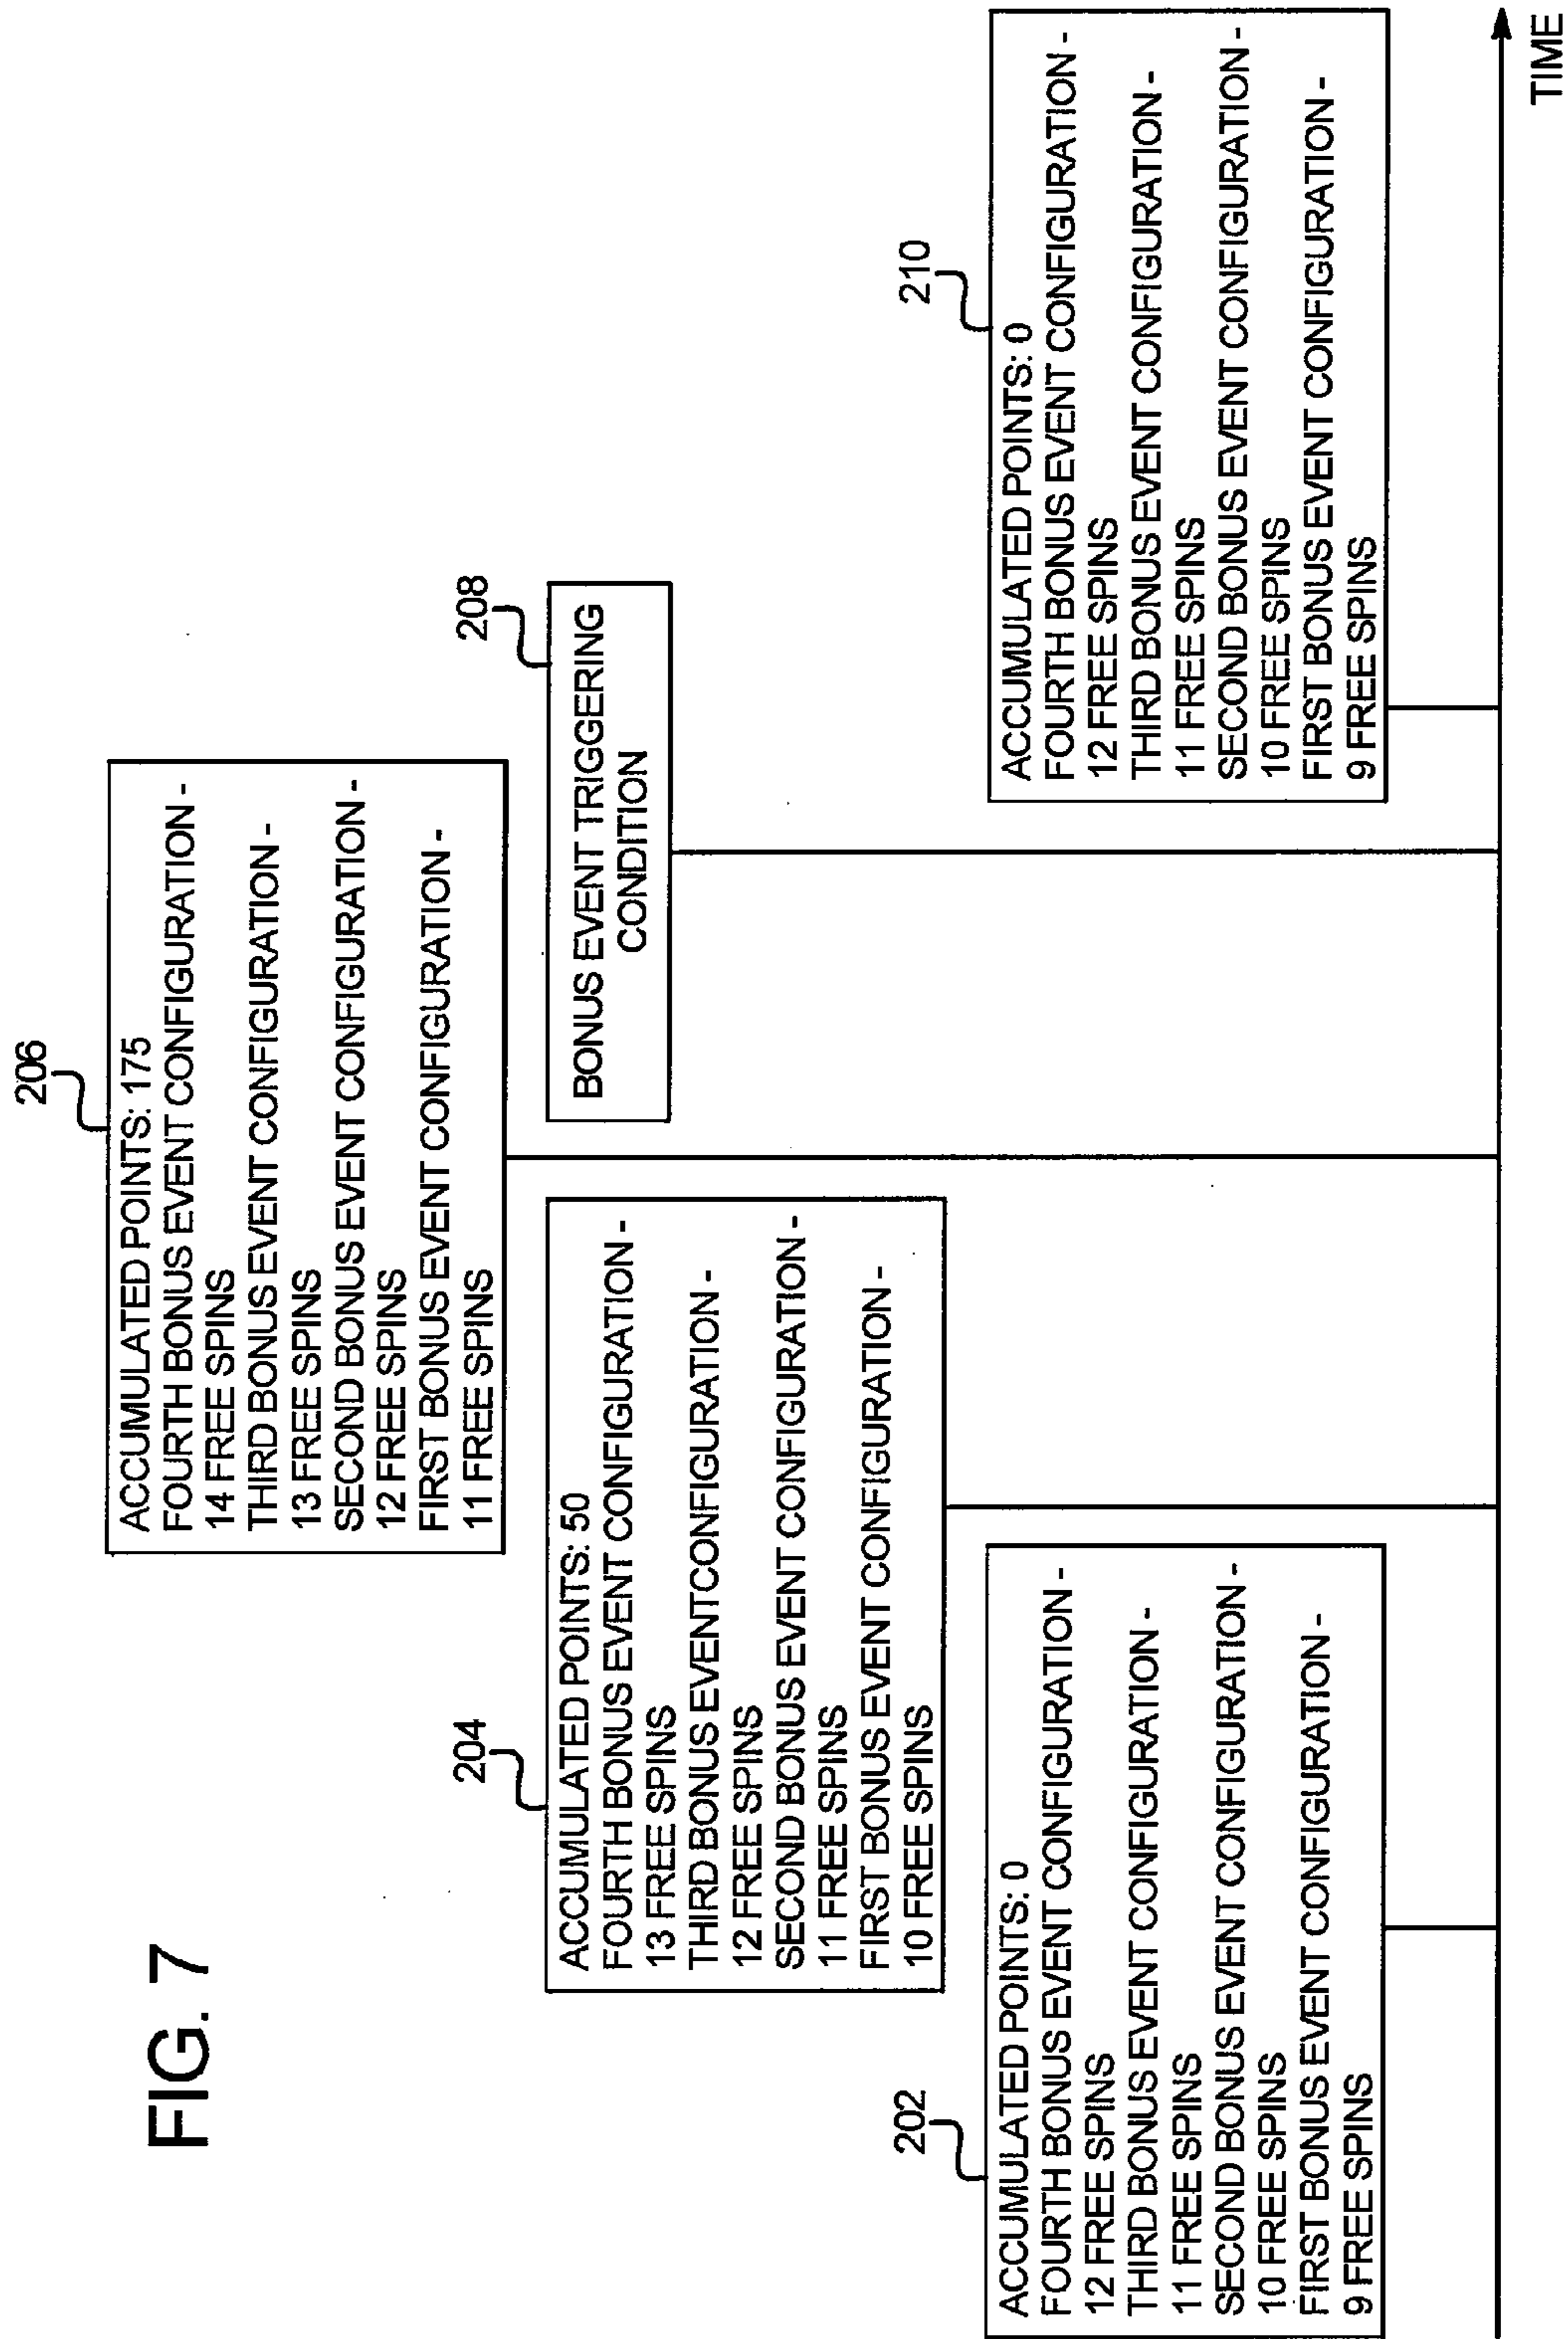 FIG. 7
202
ACCUMULATED POINTS: 0
FOURTH BONUS EVENT CONFIGURATION -
12 FREE SPINS
THIRD BONUS EVENT CONFIGURATION -
11 FREE SPINS
SECOND BONUS EVENT CONFIGURATION -
10 FREE SPINS
FIRST BONUS EVENT CONFIGURATION -
9 FREE SPINS
204
ACCUMULATED POINTS: 50
FOURTH BONUS EVENT CONFIGURATION -
13 FREE SPINS
THIRD BONUS EVENTCONFIGURATION -
12 FREE SPINS
SECOND BONUS EVENT CONFIGURATION -
11 FREE SPINS
FIRST BONUS EVENT CONFIGURATION -
10 FREE SPINS
206
ACCUMULATED POINTS: 175
FOURTH BONUS EVENT CONFIGURATION -
14 FREE SPINS
THIRD BONUS EVENT CONFIGURATION -
13 FREE SPINS
SECOND BONUS EVENT CONFIGURATION -
12 FREE SPINS
FIRST BONUS EVENT CONFIGURATION -
11 FREE SPINS
208
BONUS EVENT TRIGGERING
CONDITION
210
ACCUMULATED POINTS: 0
FOURTH BONUS EVENT CONFIGURATION -
12 FREE SPINS
THIRD BONUS EVENT CONFIGURATION -
11 FREE SPINS
SECOND BONUS EVENT CONFIGURATION -
10 FREE SPINS
FIRST BONUS EVENT CONFIGURATION -
9 FREE SPINS
TIME